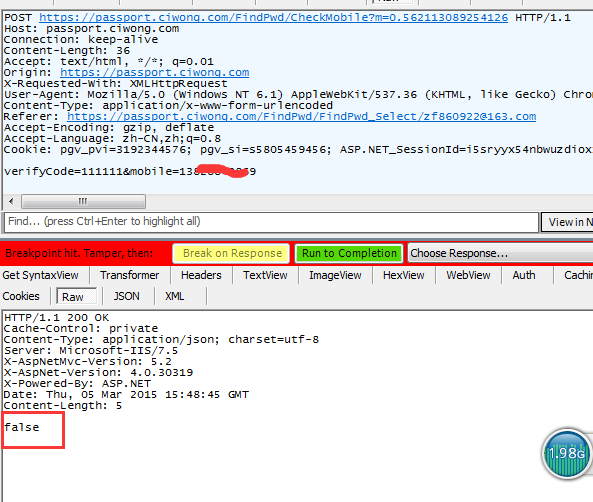 Raw
POST https://passport.ciwong.com/FindPwd/CheckMobile?m=0.562113089254126 HTTP/1.1
Host: passport.ciwong.com
Connection: keep-alive
Content-Length: 36
Accept: text/html, */*; q=0.01
Origin: https://passport.ciwong.com
X-Requested-With: XMLHttpRequest
User-Agent: Mozilla/5.0 (Windows NT 6.1) AppleWebKit/537.36 (KHTML, like Gecko) Chro
Content-Type: application/x-www-form-urlencoded
Referer: https://passport.ciwong.com/FindPwd/FindPwd_Select/zf860922@163.com
Accept-Encoding: gzip, deflate
Accept-Language: zh-CN,zh;q=0.8
Cookie: pgv_pvi=3192344576; pgv_si=s5805459456; ASP.NET_SessionId=i5sryyx54nbwuzdiox
verifyCode=111111&mobile=138
Find... (press Ctrl+Enter to highlight all) View in N
Breakpoint hit. Tamper, then: Break on Response Run to Completion Choose Response...
Get SyntaxView Transformer Headers TextView ImageView HexView WebView Auth Cachin
Cookies Raw JSON XML
HTTP/1.1 200 OK
Cache-Control: private
Content-Type: application/json; charset=utf-8
Server: Microsoft-IIS/7.5
X-AspNetMvc-Version: 5.2
X-AspNet-Version: 4.0.30319
X-Powered-By: ASP.NET
Date: Thu, 05 Mar 2015 15:48:45 GMT
Content-Length: 5
false
1.98G